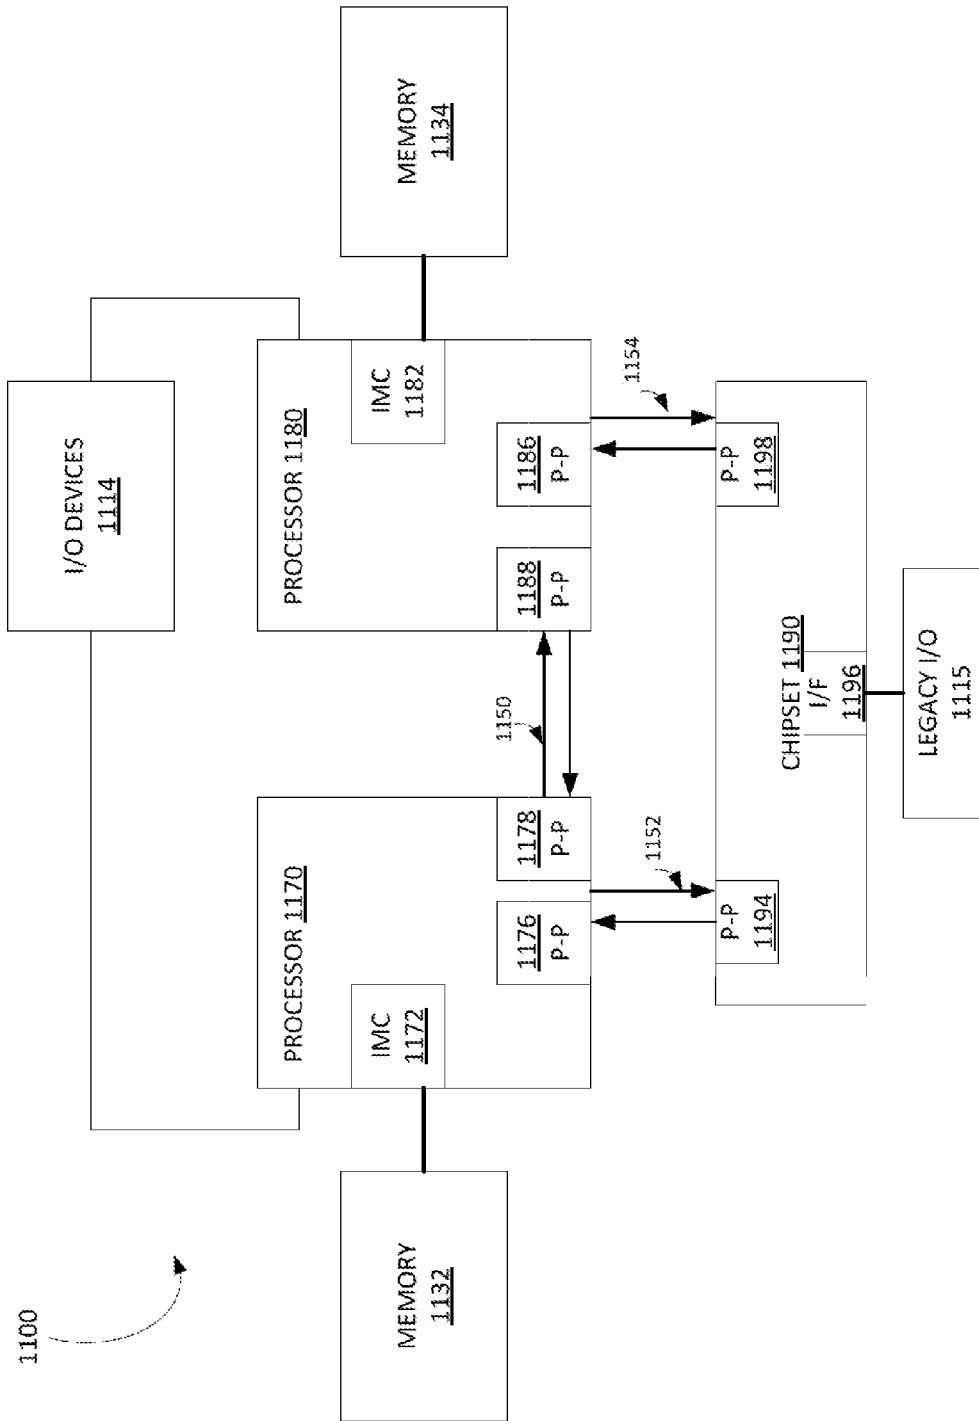 1100
I/O DEVICES
1114
PROCESSOR 1170
PROCESSOR 1180
MEMORY
1132
IMC
1172
IMC
1182
MEMORY
1134
1150
1176
P-P
1178
P-P
1188
P-P
1186
P-P
1152
1154
P-P
1194
CHIPSET 1190
I/F
1196
P-P
1198
LEGACY I/O
1115